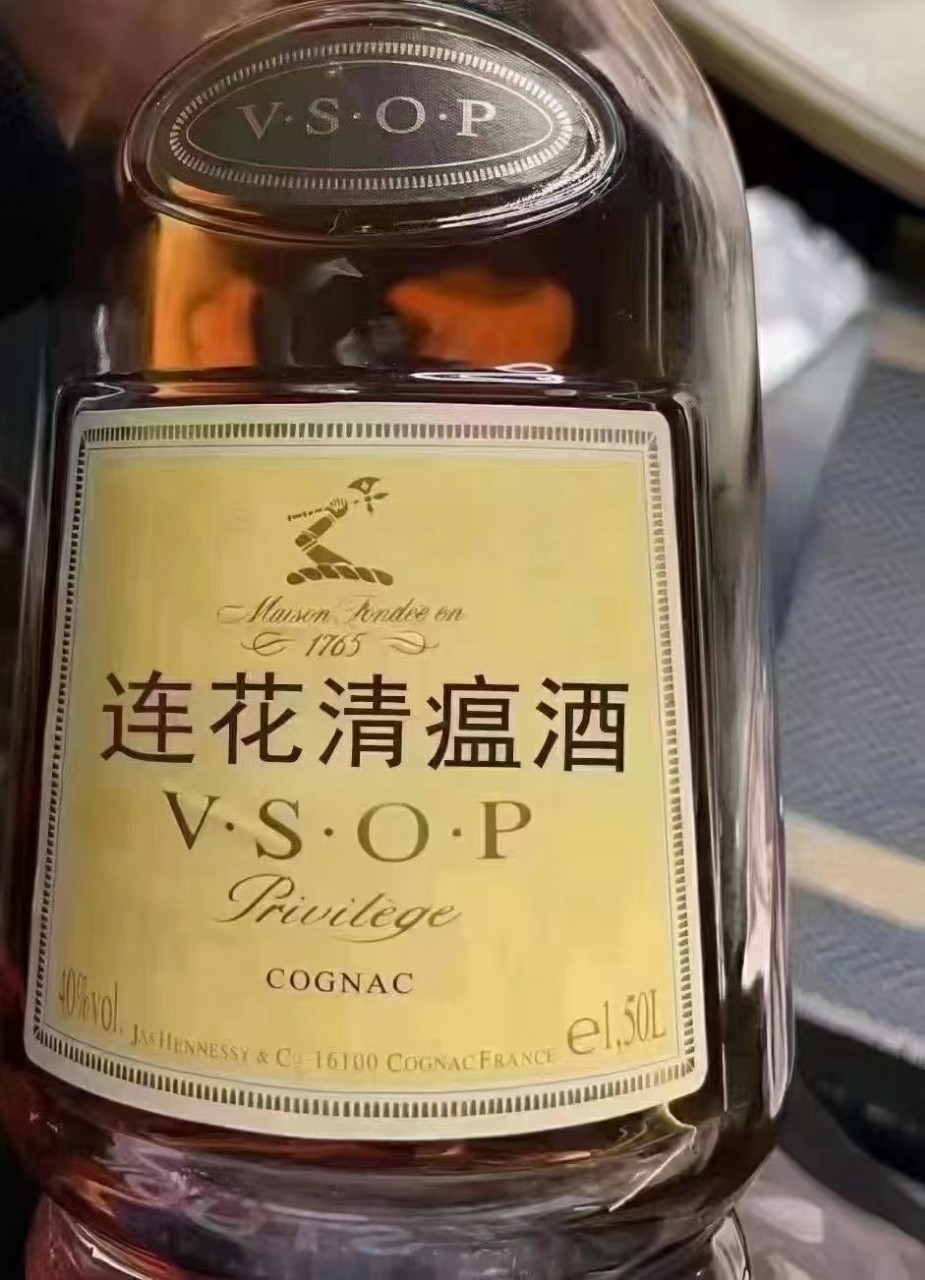 V·S·O·P
Maison Fondée en
1765
连花清瘟酒
V·S·O·P
Privilège
COGNAC
40%vol.
JAS HENNESSY & Co 16100 COGNAC FRANCE
e1,50L